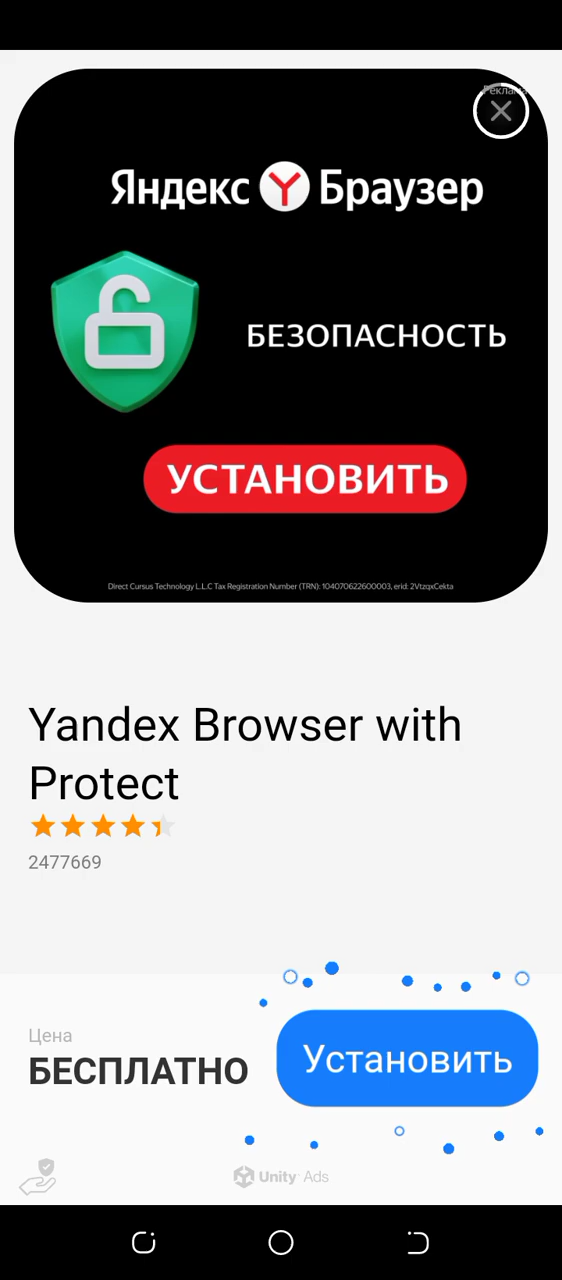 Реклама
Яндекс Браузер
БЕЗОПАСНОСТЬ
УСТАНОВИТЬ
Direct Cursus Technology L.L.C Tax Registration Number (TRN): 104070622600003, erid: 2VtzqxCekta
Yandex Browser with
Protect
2477669
Цена
БЕСПЛАТНО
Установить
Unity Ads